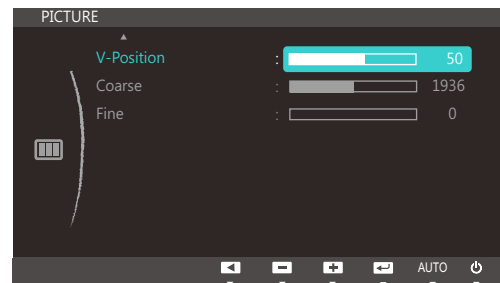 PICTURE
V-Position : 50
Coarse : 1936
Fine : 0
AUTO